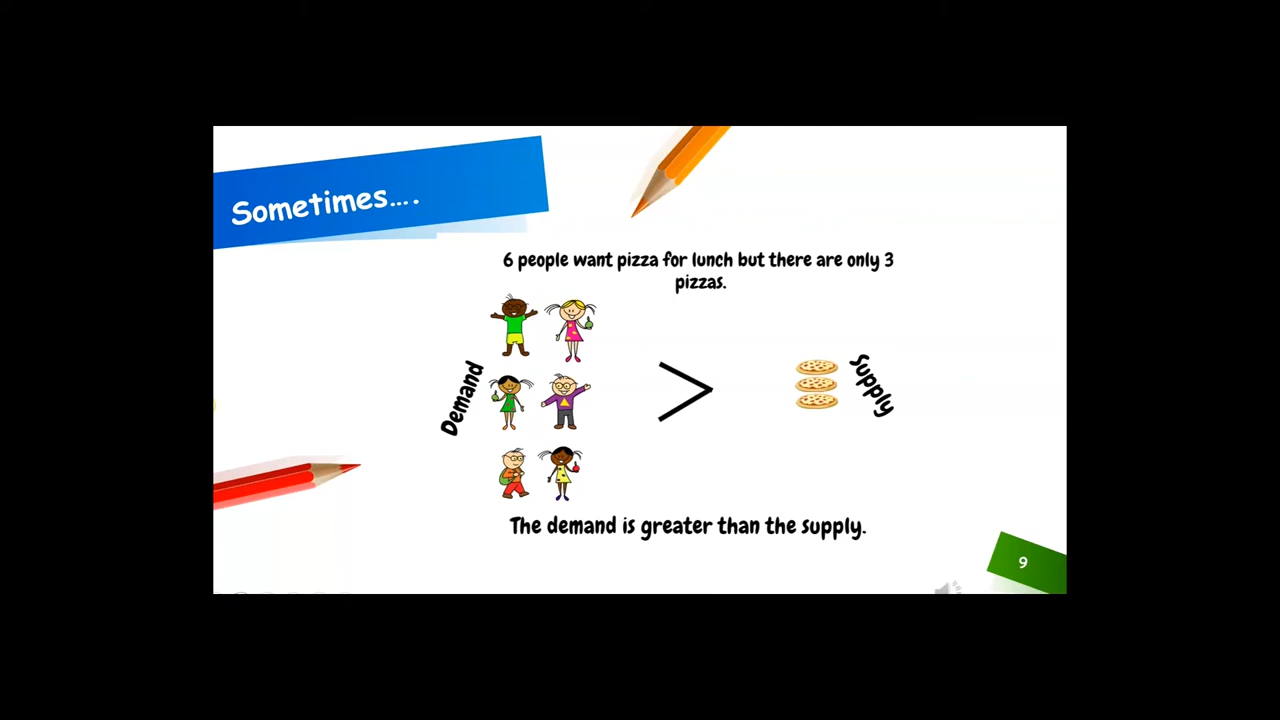 Sometimes....
6 people want pizza for lunch but there are only 3
pizzas.
Demand
>
Supply
The demand is greater than the supply.
9